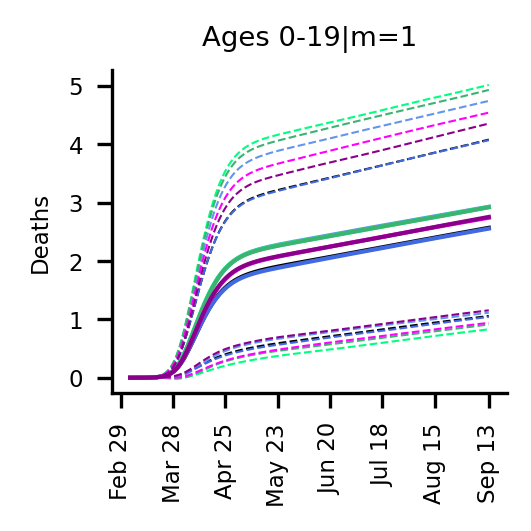 Ages 0-19|m=1
Deaths
5
4
3
2
1
0
Feb 29
Mar 28
Apr 25
May 23
Jun 20
Jul 18
Aug 15
Sep 13